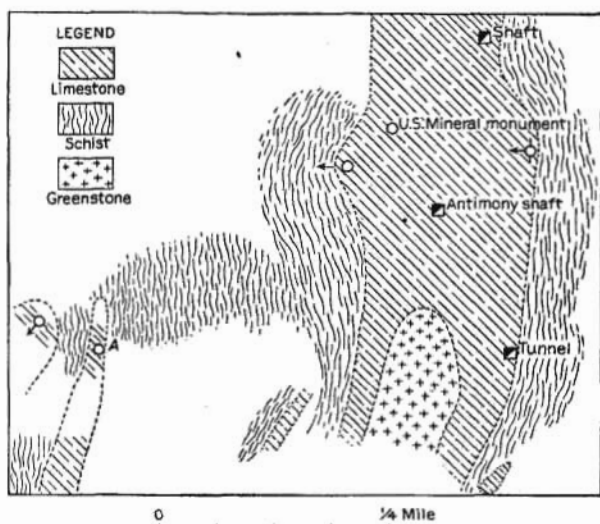 LEGEND
Limestone
Schist
Greenstone
Shaft
U.S. Mineral monument
Antimony shaft
A
Tunnel
0 1/4 Mile